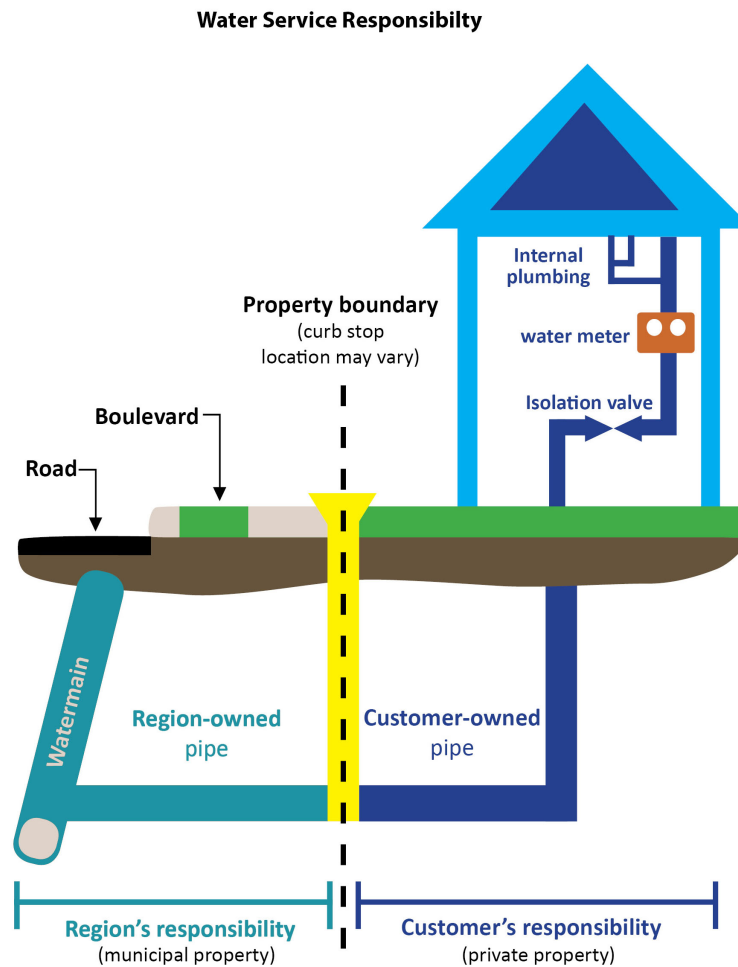 Water Service Responsibilty
Internal
plumbing
Property boundary
(curb stop
location may vary)
water meter
Isolation valve
Boulevard
Road
Watermain
Region-owned
pipe
Customer-owned
pipe
Region's responsibility
(municipal property)
Customer's responsibility
(private property)